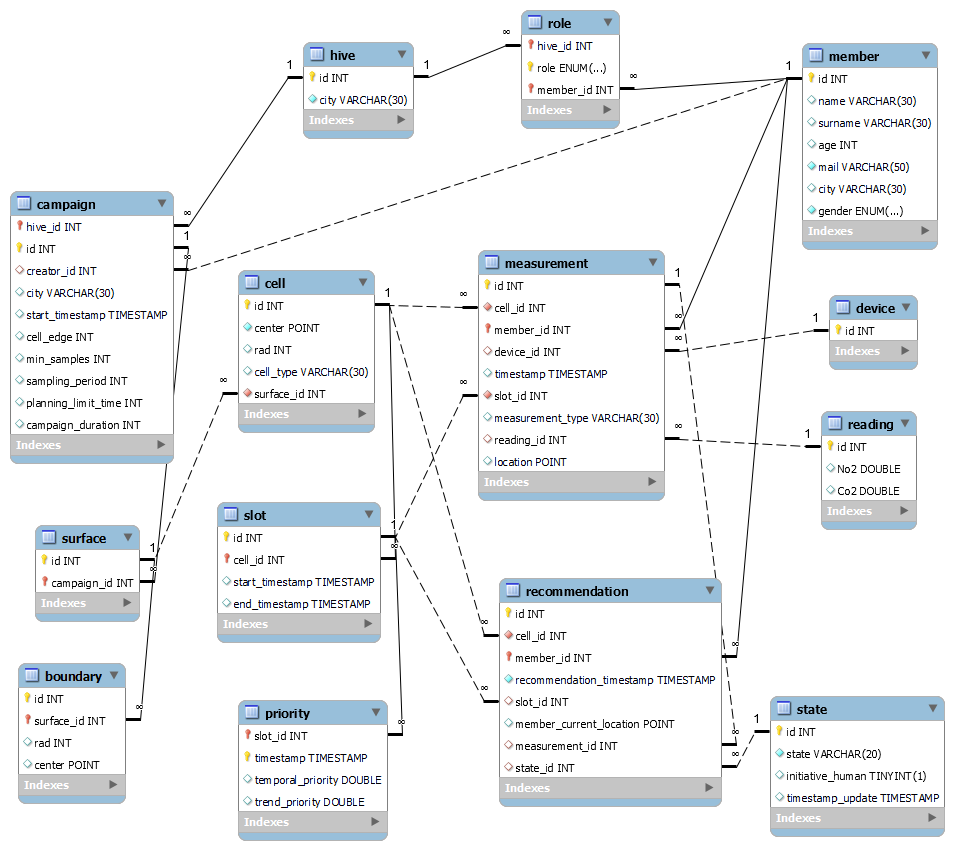 hive
id INT
city VARCHAR(30)
Indexes
role
hive_id INT
role ENUM(...)
member_id INT
Indexes
member
id INT
name VARCHAR(30)
surname VARCHAR(30)
age INT
mail VARCHAR(50)
city VARCHAR(30)
gender ENUM(...)
Indexes
campaign
hive_id INT
id INT
creator_id INT
city VARCHAR(30)
start_timestamp TIMESTAMP
cell_edge INT
min_samples INT
sampling_period INT
planning_limit_time INT
campaign_duration INT
Indexes
cell
id INT
center POINT
rad INT
cell_type VARCHAR(30)
surface_id INT
Indexes
measurement
id INT
cell_id INT
member_id INT
device_id INT
timestamp TIMESTAMP
slot_id INT
measurement_type VARCHAR(30)
reading_id INT
location POINT
Indexes
device
id INT
Indexes
reading
id INT
No2 DOUBLE
Co2 DOUBLE
Indexes
surface
id INT
campaign_id INT
Indexes
slot
id INT
cell_id INT
start_timestamp TIMESTAMP
end_timestamp TIMESTAMP
Indexes
recommendation
id INT
cell_id INT
member_id INT
recommendation_timestamp TIMESTAMP
slot_id INT
member_current_location POINT
measurement_id INT
state_id INT
Indexes
boundary
id INT
surface_id INT
rad INT
center POINT
Indexes
priority
slot_id INT
timestamp TIMESTAMP
temporal_priority DOUBLE
trend_priority DOUBLE
Indexes
state
id INT
state VARCHAR(20)
initiative_human TINYINT(1)
timestamp_update TIMESTAMP
Indexes
1
1
∞
∞
1
∞
1
∞
1
∞
1
∞
∞
1
∞
∞
1
∞
1
∞
1
∞
∞
∞
∞
∞
∞
∞
1
∞